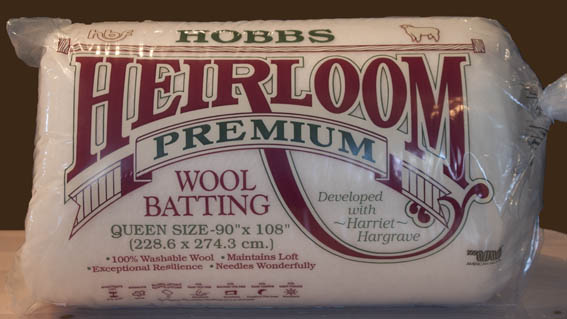 hbf
HOBBS
HEIRLOOM
PREMIUM
WOOL
BATTING
QUEEN SIZE-90"x 108"
(228.6 x 274.3 cm.)
•100% Washable Wool •Maintains Loft
•Exceptional Resilience •Needles Wonderfully
Developed
with
~Harriet~
Hargrave